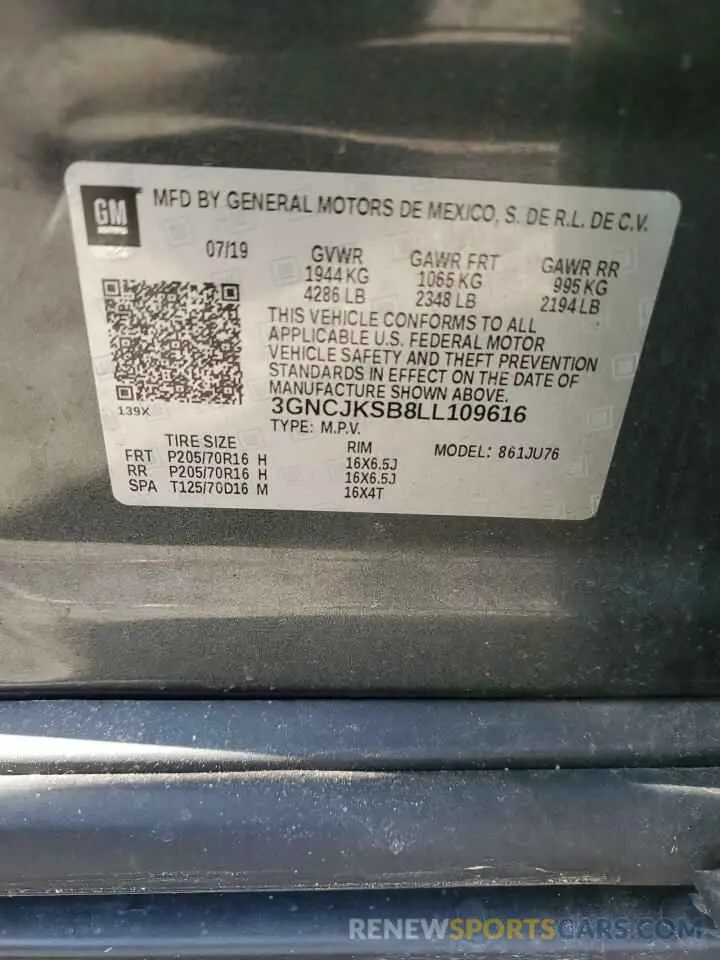 GM
MFD BY GENERAL MOTORS DE MEXICO, S. DE R.L. DE C.V.
07/19 GVWR GAWR FRT GAWR RR
1944 KG 1065 KG 995 KG
4286 LB 2348 LB 2194 LB
THIS VEHICLE CONFORMS TO ALL
APPLICABLE U.S. FEDERAL MOTOR
VEHICLE SAFETY AND THEFT PREVENTION
STANDARDS IN EFFECT ON THE DATE OF
MANUFACTURE SHOWN ABOVE.
139X 3GNCJKSB8LL109616
TYPE: M.P.V.
TIRE SIZE RIM MODEL: 861JU76
FRT P205/70R16 H 16X6.5J
RR P205/70R16 H 16X6.5J
SPA T125/70D16 M 16X4T
RENEWSPORTSCARS.COM